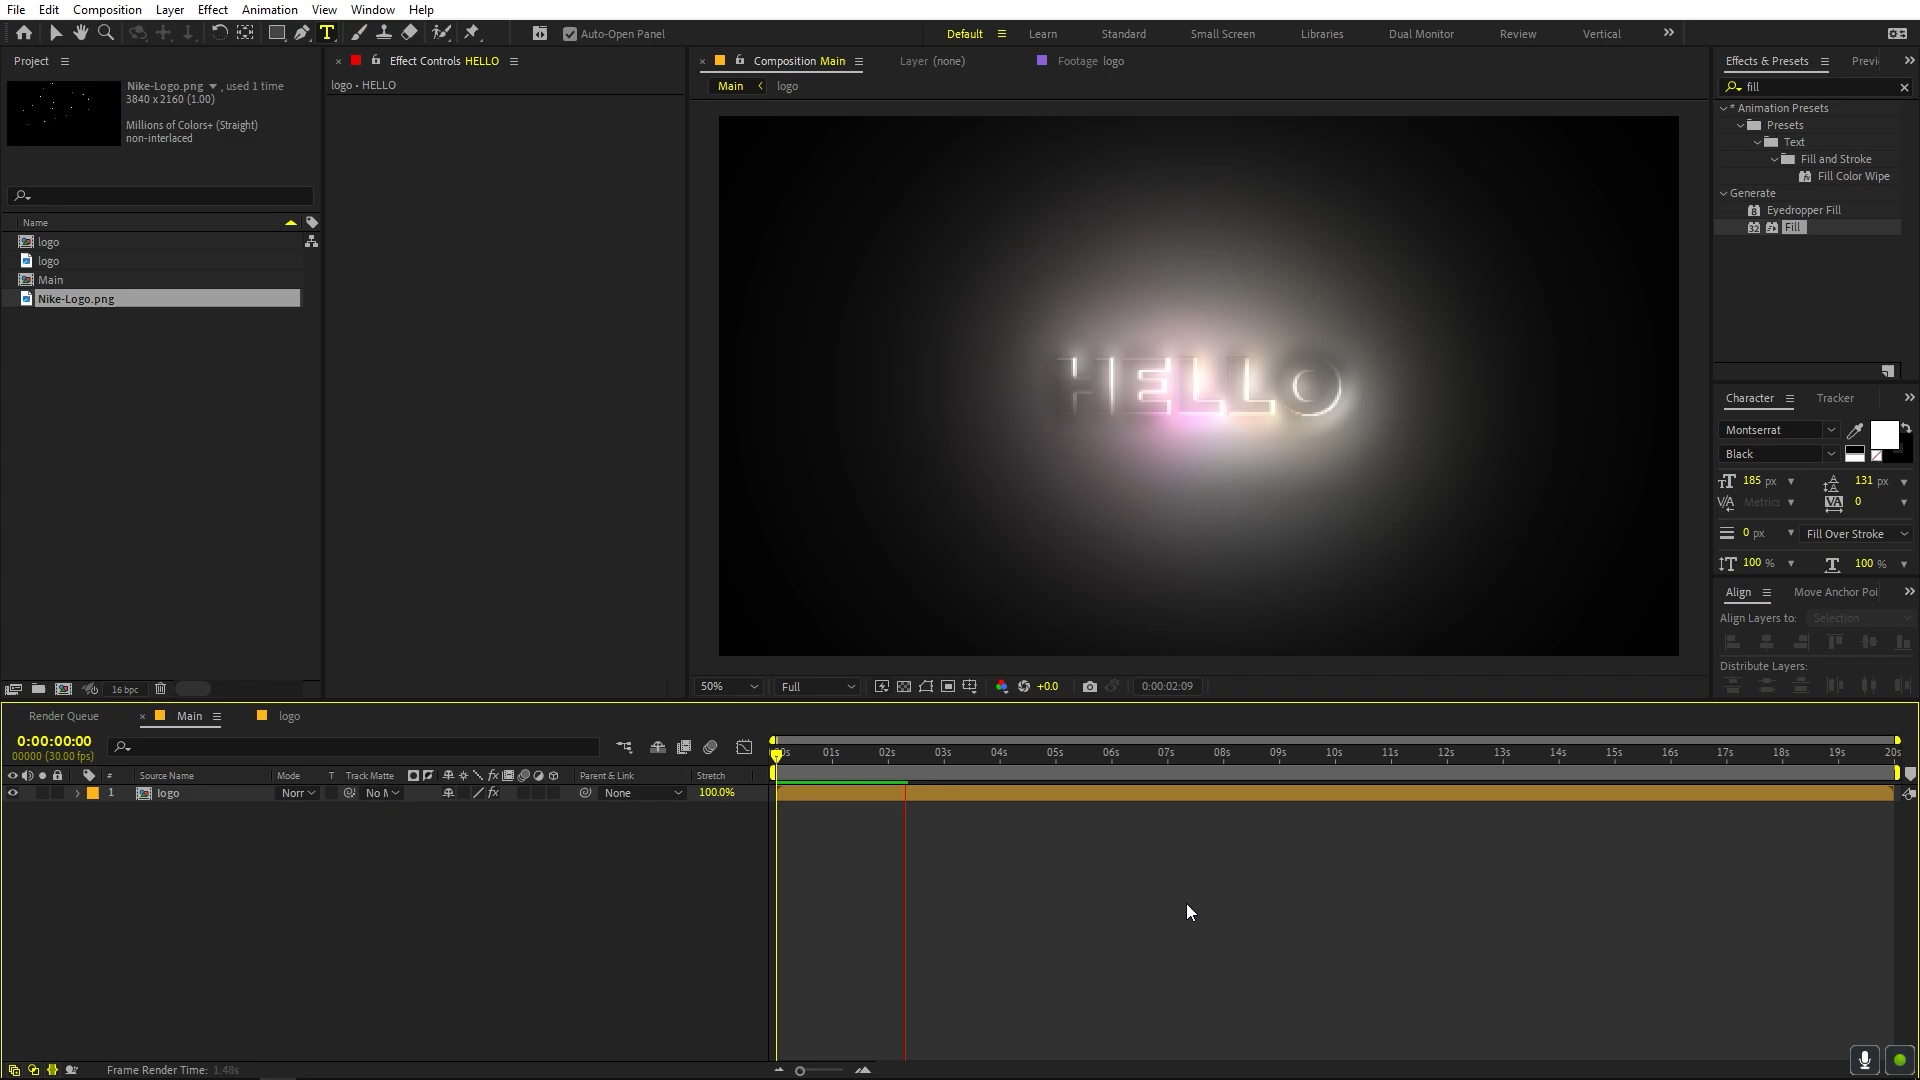 File Edit Composition Layer Effect Animation View Window Help
Auto-Open Panel
Default Learn Standard Small Screen Libraries Dual Monitor Review Vertical
Project
Nike-Logo.png , used 1 time
3840 x 2160 (1.00)
Millions of Colors+ (Straight)
non-interlaced
Name
logo
logo
Main
Nike-Logo.png
16 bpc
Effect Controls HELLO
logo • HELLO
Composition Main
Layer (none)
Footage logo
Main
logo
HELLO
50%
Full
+0.0
0:00:02:09
Effects & Presets
Previ
fill
* Animation Presets
Presets
Text
Fill and Stroke
Fill Color Wipe
Generate
Eyedropper Fill
Fill
Character
Tracker
Montserrat
Black
185 px
131 px
Metrics
0
0 px
Fill Over Stroke
100 %
100 %
Align
Move Anchor Poi
Align Layers to: Selection
Distribute Layers:
Render Queue
Main
logo
0:00:00:00
00000 (30.00 fps)
# Source Name Mode T Track Matte Parent & Link Stretch
1 logo Norr No M None 100.0%
00s 01s 02s 03s 04s 05s 06s 07s 08s 09s 10s 11s 12s 13s 14s 15s 16s 17s 18s 19s 20s
Frame Render Time: 1.48s